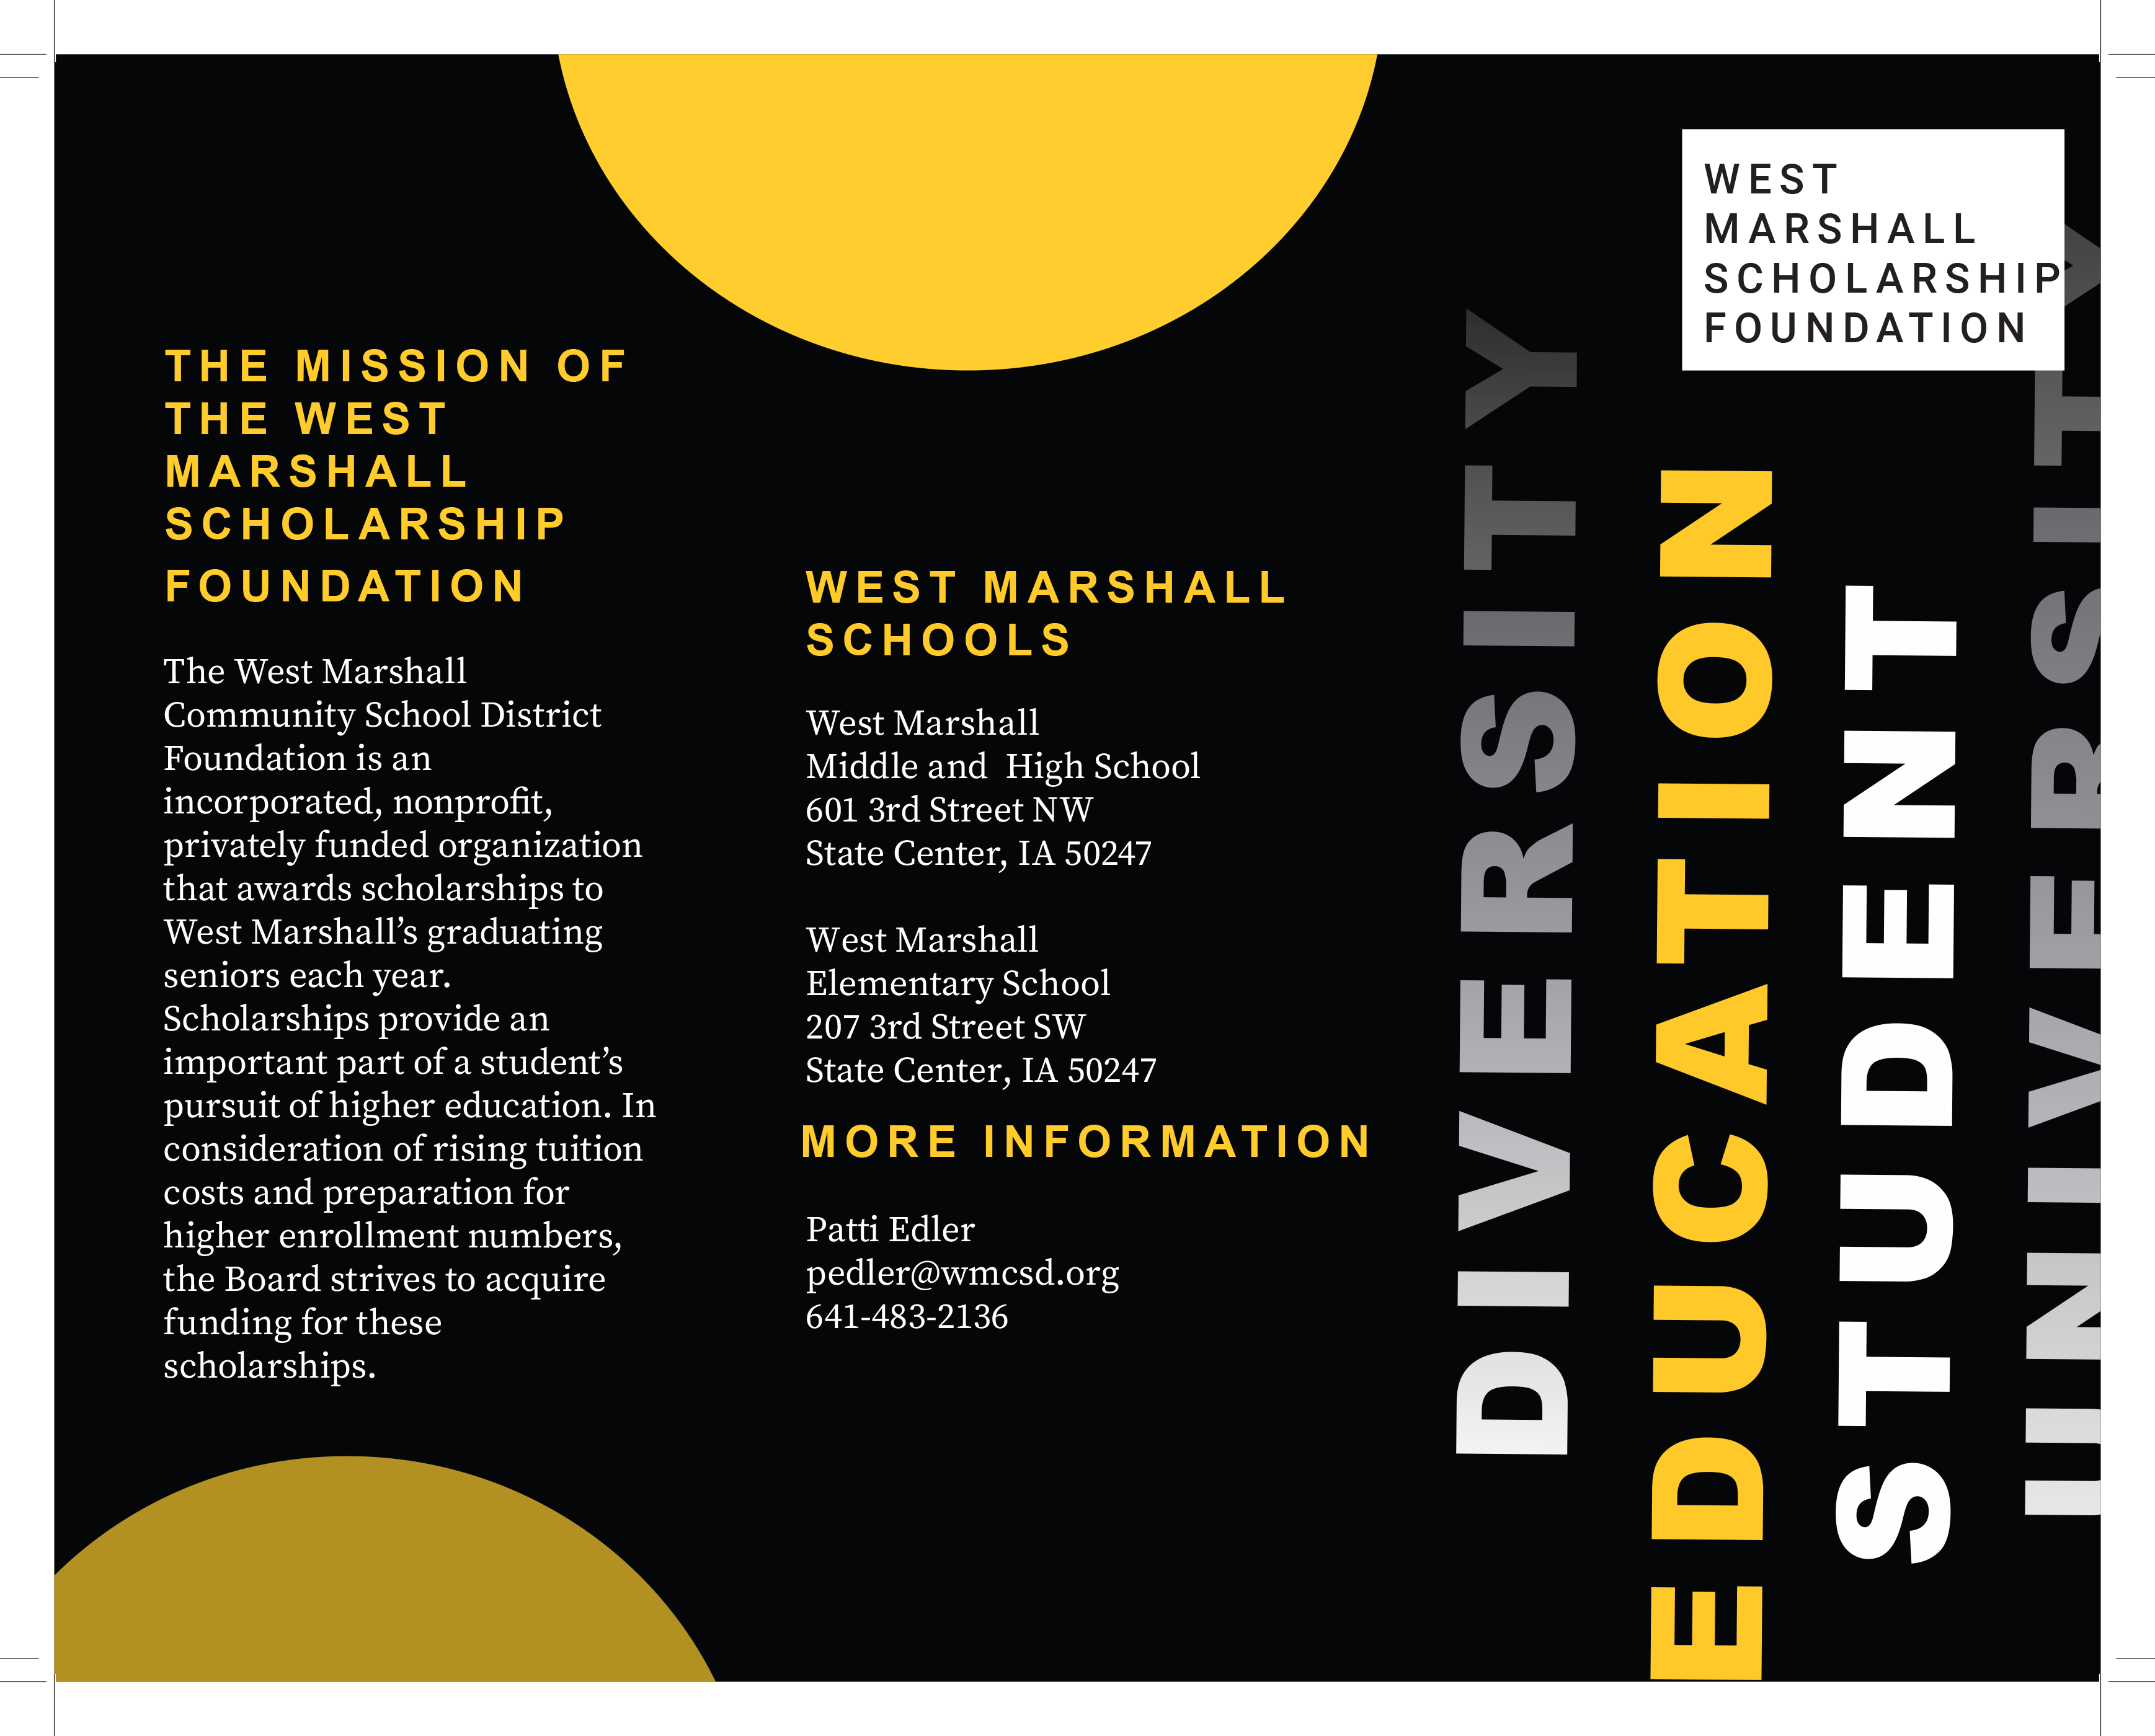 THE MISSION OF
THE WEST
MARSHALL
SCHOLARSHIP
FOUNDATION
The West Marshall
Community School District
Foundation is an
incorporated, nonprofit,
privately funded organization
that awards scholarships to
West Marshall’s graduating
seniors each year.
Scholarships provide an
important part of a student’s
pursuit of higher education. In
consideration of rising tuition
costs and preparation for
higher enrollment numbers,
the Board strives to acquire
funding for these
scholarships.
WEST MARSHALL
SCHOOLS
West Marshall
Middle and  High School
601 3rd Street NW
State Center, IA 50247
West Marshall
Elementary School
207 3rd Street SW
State Center, IA 50247
MORE INFORMATION
Patti Edler
pedler@wmcsd.org
641-483-2136
WEST
MARSHALL
SCHOLARSHIP
FOUNDATION
DIVERSITY
EDUCATION
STUDENT
UNIVERSITY